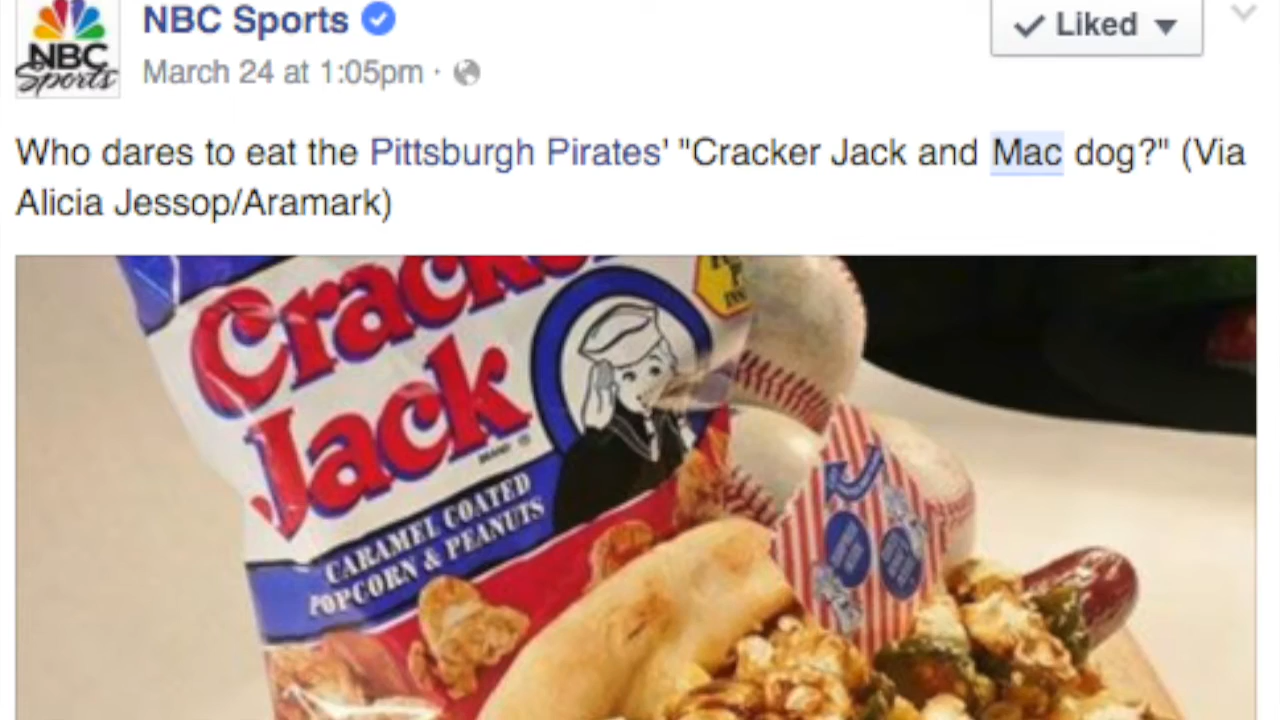 NBC
Sports
NBC Sports
Liked
March 24 at 1:05pm ·
Who dares to eat the Pittsburgh Pirates' "Cracker Jack and Mac dog?" (Via
Alicia Jessop/Aramark)
Cracke
Jack
CARAMEL COATED
POPCORN & PEANUTS